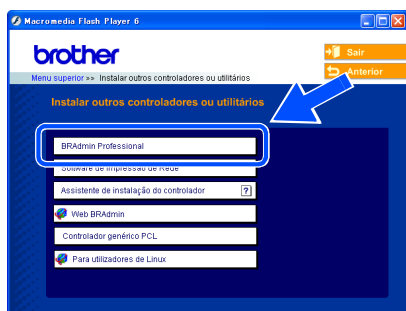 Macromedia Flash Player 6
brother
Sair
Menu superior >> Instalar outros controladores ou utilitários
Anterior
Instalar outros controladores ou utilitários
BRAdmin Professional
Software de Impressão de Rede
Assistente de instalação do controlador ?
Web BRAdmin
Controlador genérico PCL
Para utilizadores de Linux